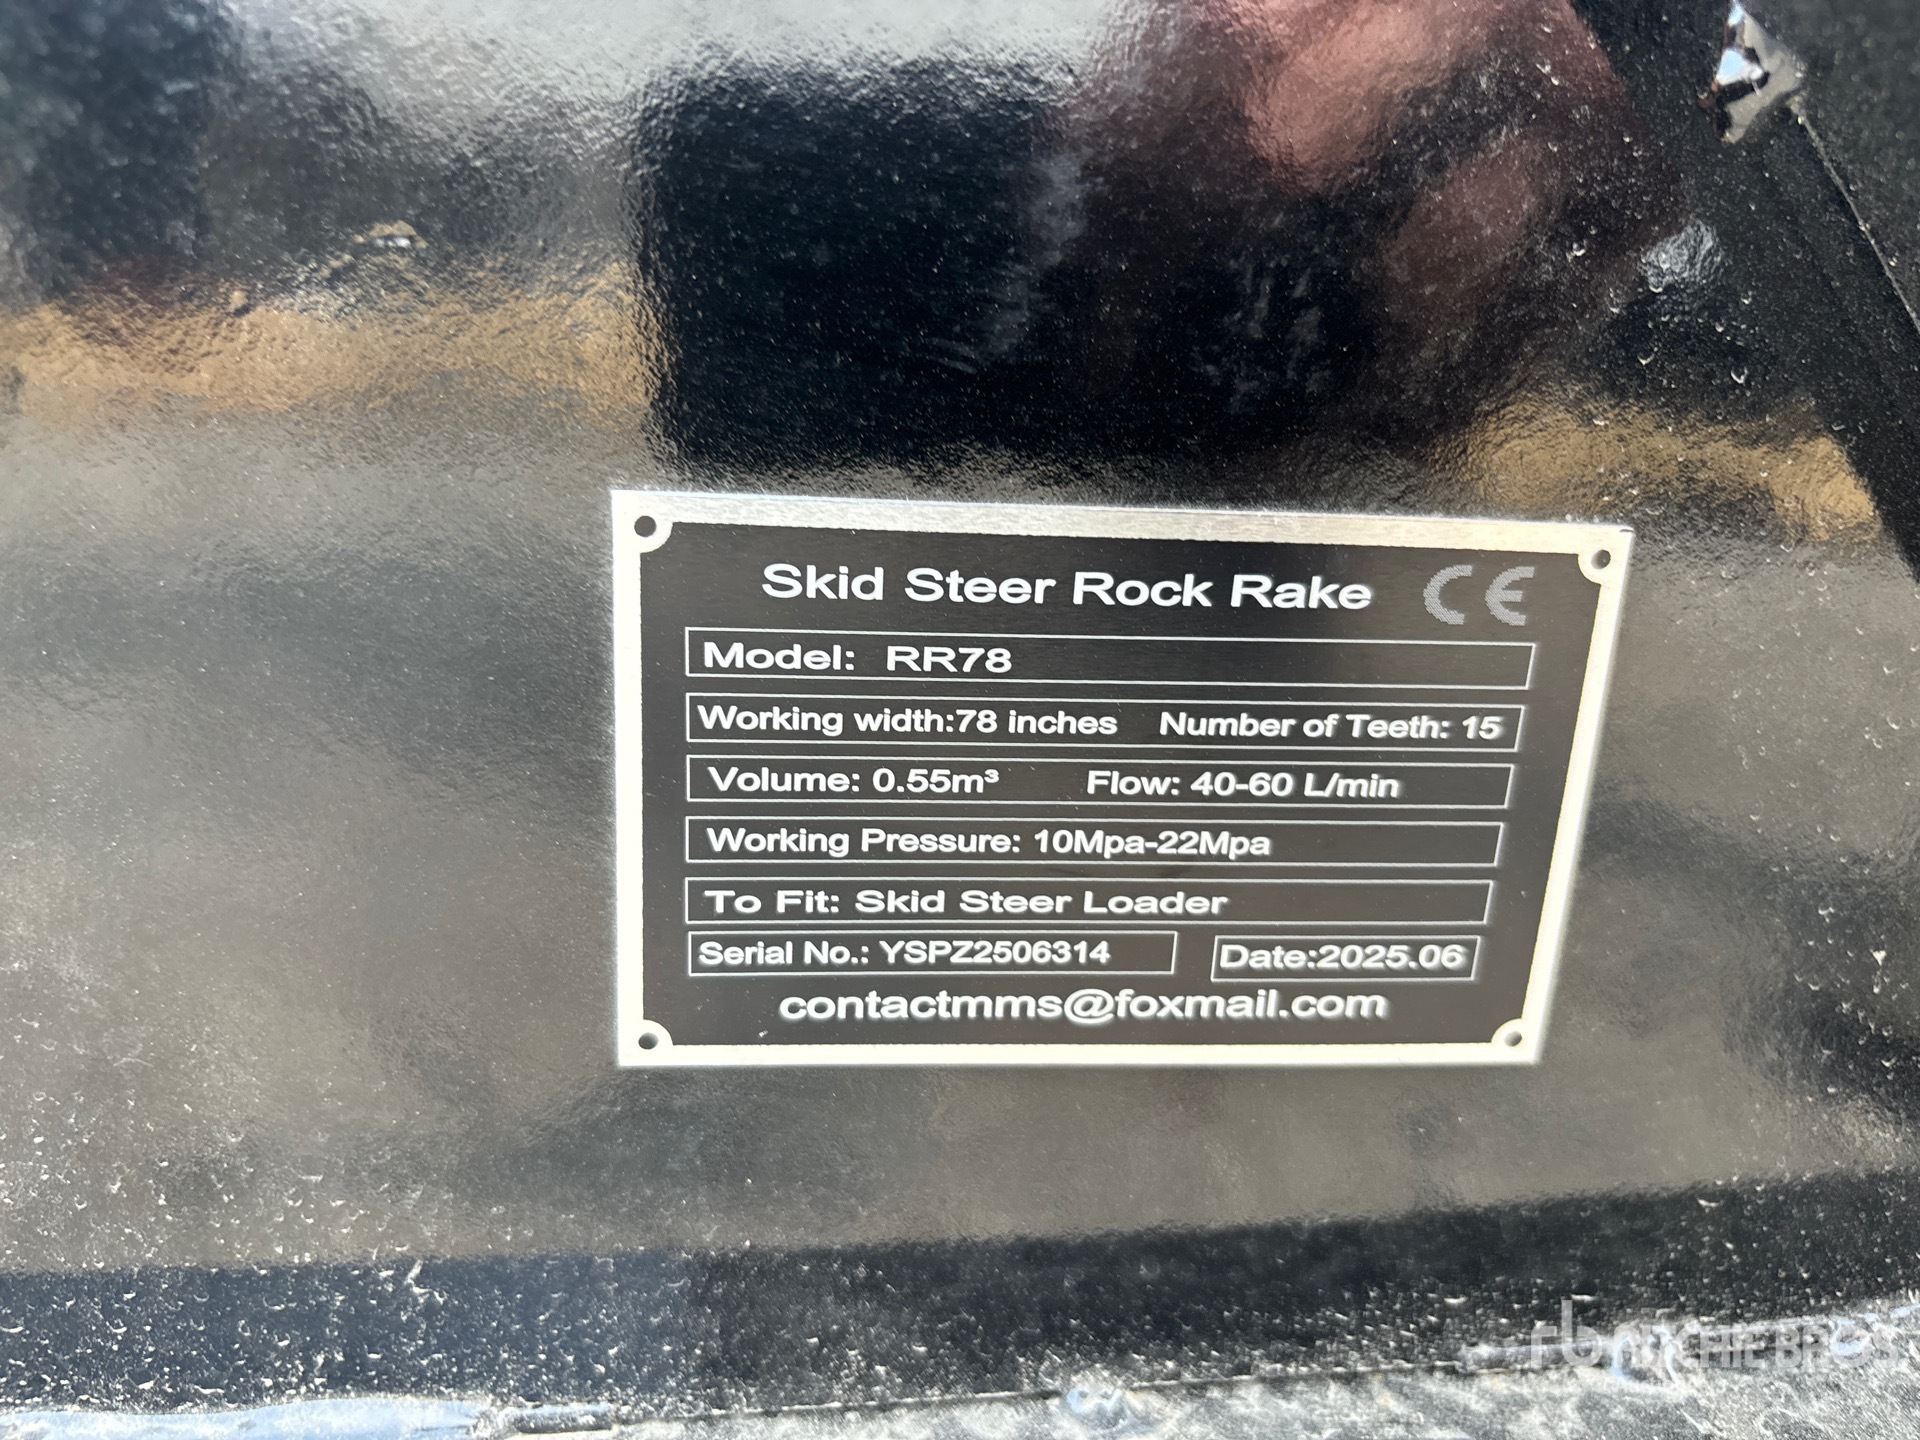 Skid Steer Rock Rake CE
Model: RR78
Working width:78 inches Number of Teeth: 15
Volume: 0.55m³ Flow: 40-60 L/min
Working Pressure: 10Mpa-22Mpa
To Fit: Skid Steer Loader
Serial No.: YSPZ2506314 Date:2025.06
contactmms@foxmail.com
rb RITCHIE BROS